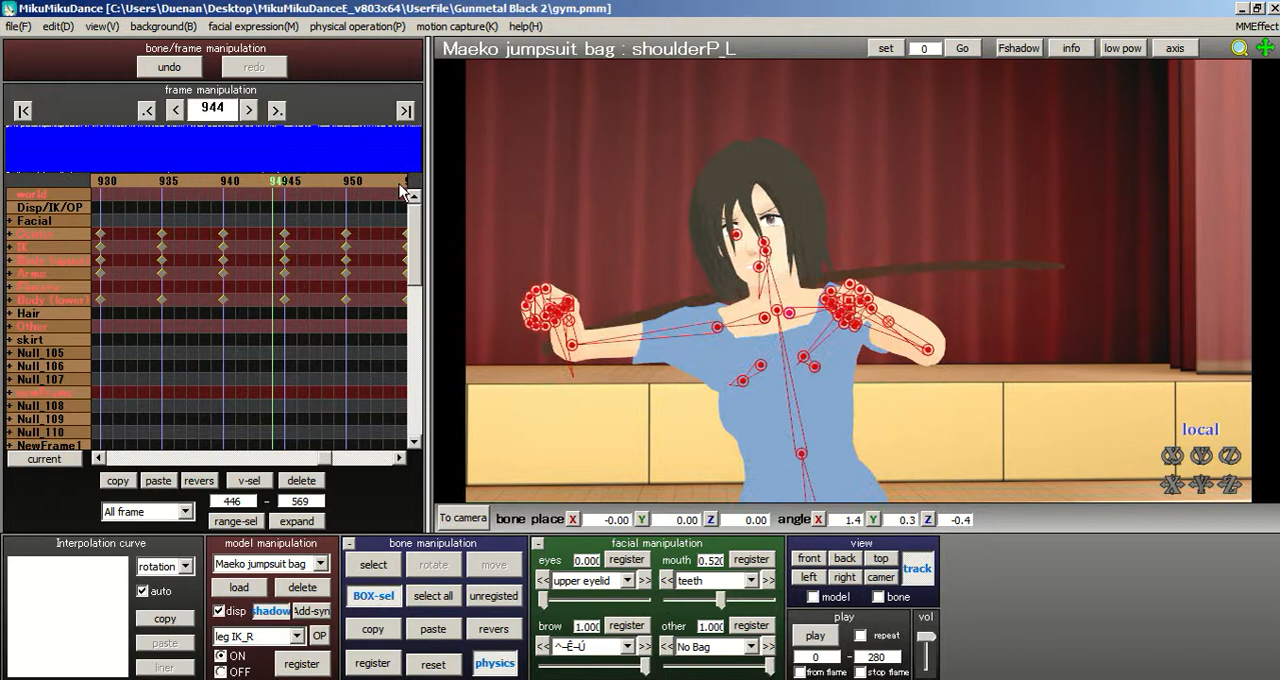 MikuMikuDance [C:\Users\Duenan\Desktop\MikuMikuDanceE_v803x64\UserFile\Gunmetal Black 2\gym.pmm]
file(F) edit(D) view(V) background(B) facial expression(M) physical operation(P) motion capture(K) help(H) MMEffect
bone/frame manipulation
undo redo
frame manipulation
|< .< < 944 > >. >|
930 935 940 945 950
world
Disp/IK/OP
+ Facial
+ Center
+ IK
+ Arms
+ Body (lower)
+ Hair
+ Other
+ skirt
+ Null_105
+ Null_106
+ Null_107
+ Null_108
+ Null_109
+ Null_110
+ NewFrame1
current
copy paste revers v-sel delete
All frame 446 - 569
range-sel expand
Maeko jumpsuit bag : shoulderP_L
set 0 Go Fshadow info low pow axis
local
X Y Z
X Y Z
To camera bone place X -0.00 Y 0.00 Z 0.00 angle X 1.4 Y 0.3 Z -0.4
Interpolation curve
rotation
auto
copy
paste
liner
model manipulation
Maeko jumpsuit bag
load delete
disp shadow Add-syn
leg IK_R OP
ON
OFF
register
- bone manipulation
select rotate move
BOX-sel select all unregisted
copy paste revers
register reset physics
- facial manipulation
eyes 0.000 register mouth 0.520 register
<< upper eyelid >> << teeth >>
brow 1.000 register other 1.000 register
<< ^-Ê-Ú >> << No Bag >>
view
front back top
left right camer
track
model bone
play
play repeat
0 - 280
from flame stop flame
vol